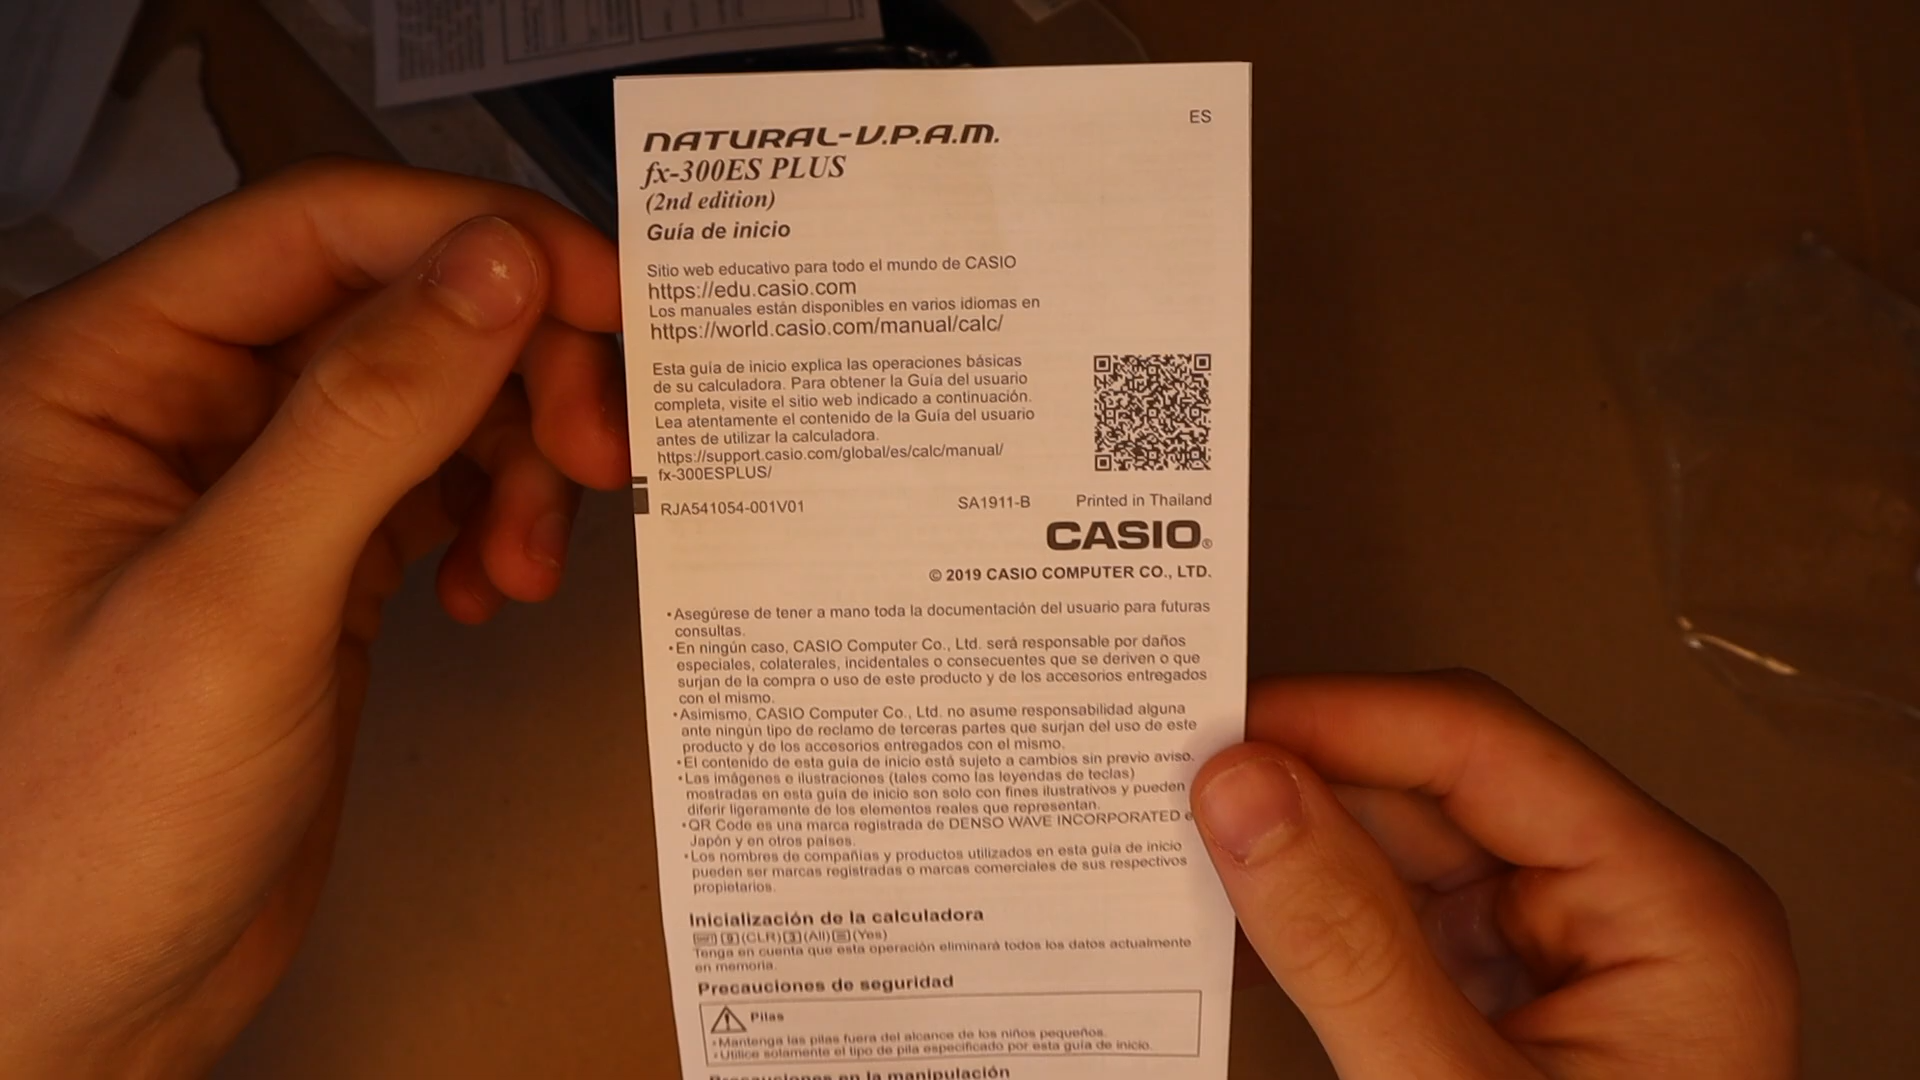 ES
NATURAL-V.P.A.M.
fx-300ES PLUS
(2nd edition)
Guía de inicio
Sitio web educativo para todo el mundo de CASIO
https://edu.casio.com
Los manuales están disponibles en varios idiomas en
https://world.casio.com/manual/calc/
Esta guía de inicio explica las operaciones básicas
de su calculadora. Para obtener la Guía del usuario
completa, visite el sitio web indicado a continuación.
Lea atentamente el contenido de la Guía del usuario
antes de utilizar la calculadora.
https://support.casio.com/global/es/calc/manual/
fx-300ESPLUS/
RJA541054-001V01 SA1911-B Printed in Thailand
CASIO®
© 2019 CASIO COMPUTER CO., LTD.
•Asegúrese de tener a mano toda la documentación del usuario para futuras
consultas.
•En ningún caso, CASIO Computer Co., Ltd. será responsable por daños
especiales, colaterales, incidentales o consecuentes que se deriven o que
surjan de la compra o uso de este producto y de los accesorios entregados
con el mismo.
•Asimismo, CASIO Computer Co., Ltd. no asume responsabilidad alguna
ante ningún tipo de reclamo de terceras partes que surjan del uso de este
producto y de los accesorios entregados con el mismo.
•El contenido de esta guía de inicio está sujeto a cambios sin previo aviso.
•Las imágenes e ilustraciones (tales como las leyendas de teclas)
mostradas en esta guía de inicio son solo con fines ilustrativos y pueden
diferir ligeramente de los elementos reales que representan.
•QR Code es una marca registrada de DENSO WAVE INCORPORATED
Japón y en otros países.
•Los nombres de compañías y productos utilizados en esta guía de inicio
pueden ser marcas registradas o marcas comerciales de sus respectivos
propietarios.
Inicialización de la calculadora
9(CLR)3(All)=(Yes)
Tenga en cuenta que esta operación eliminará todos los datos actualmente
en memoria.
Precauciones de seguridad
Pilas
•Mantenga las pilas fuera del alcance de los niños pequeños.
•Utilice solamente el tipo de pila especificado por esta guía de inicio.
Precauciones en la manipulación